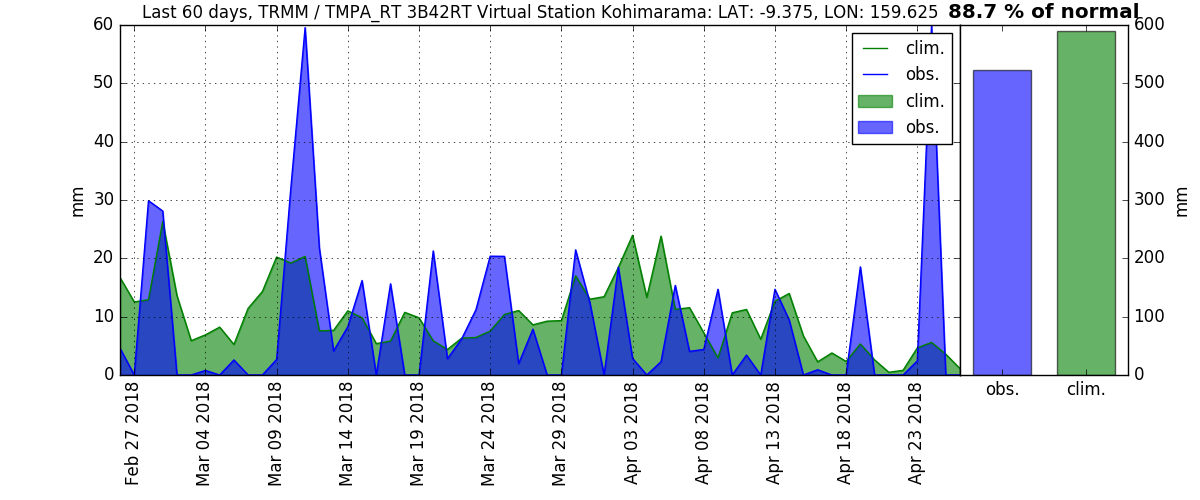 Last 60 days, TRMM / TMPA_RT 3B42RT Virtual Station Kohimarama: LAT: -9.375, LON: 159.625
88.7 % of normal
60
50
40
30
20
10
0
mm
clim.
obs.
clim.
obs.
Feb 27 2018
Mar 04 2018
Mar 09 2018
Mar 14 2018
Mar 19 2018
Mar 24 2018
Mar 29 2018
Apr 03 2018
Apr 08 2018
Apr 13 2018
Apr 18 2018
Apr 23 2018
600
500
400
300
200
100
0
mm
obs.
clim.